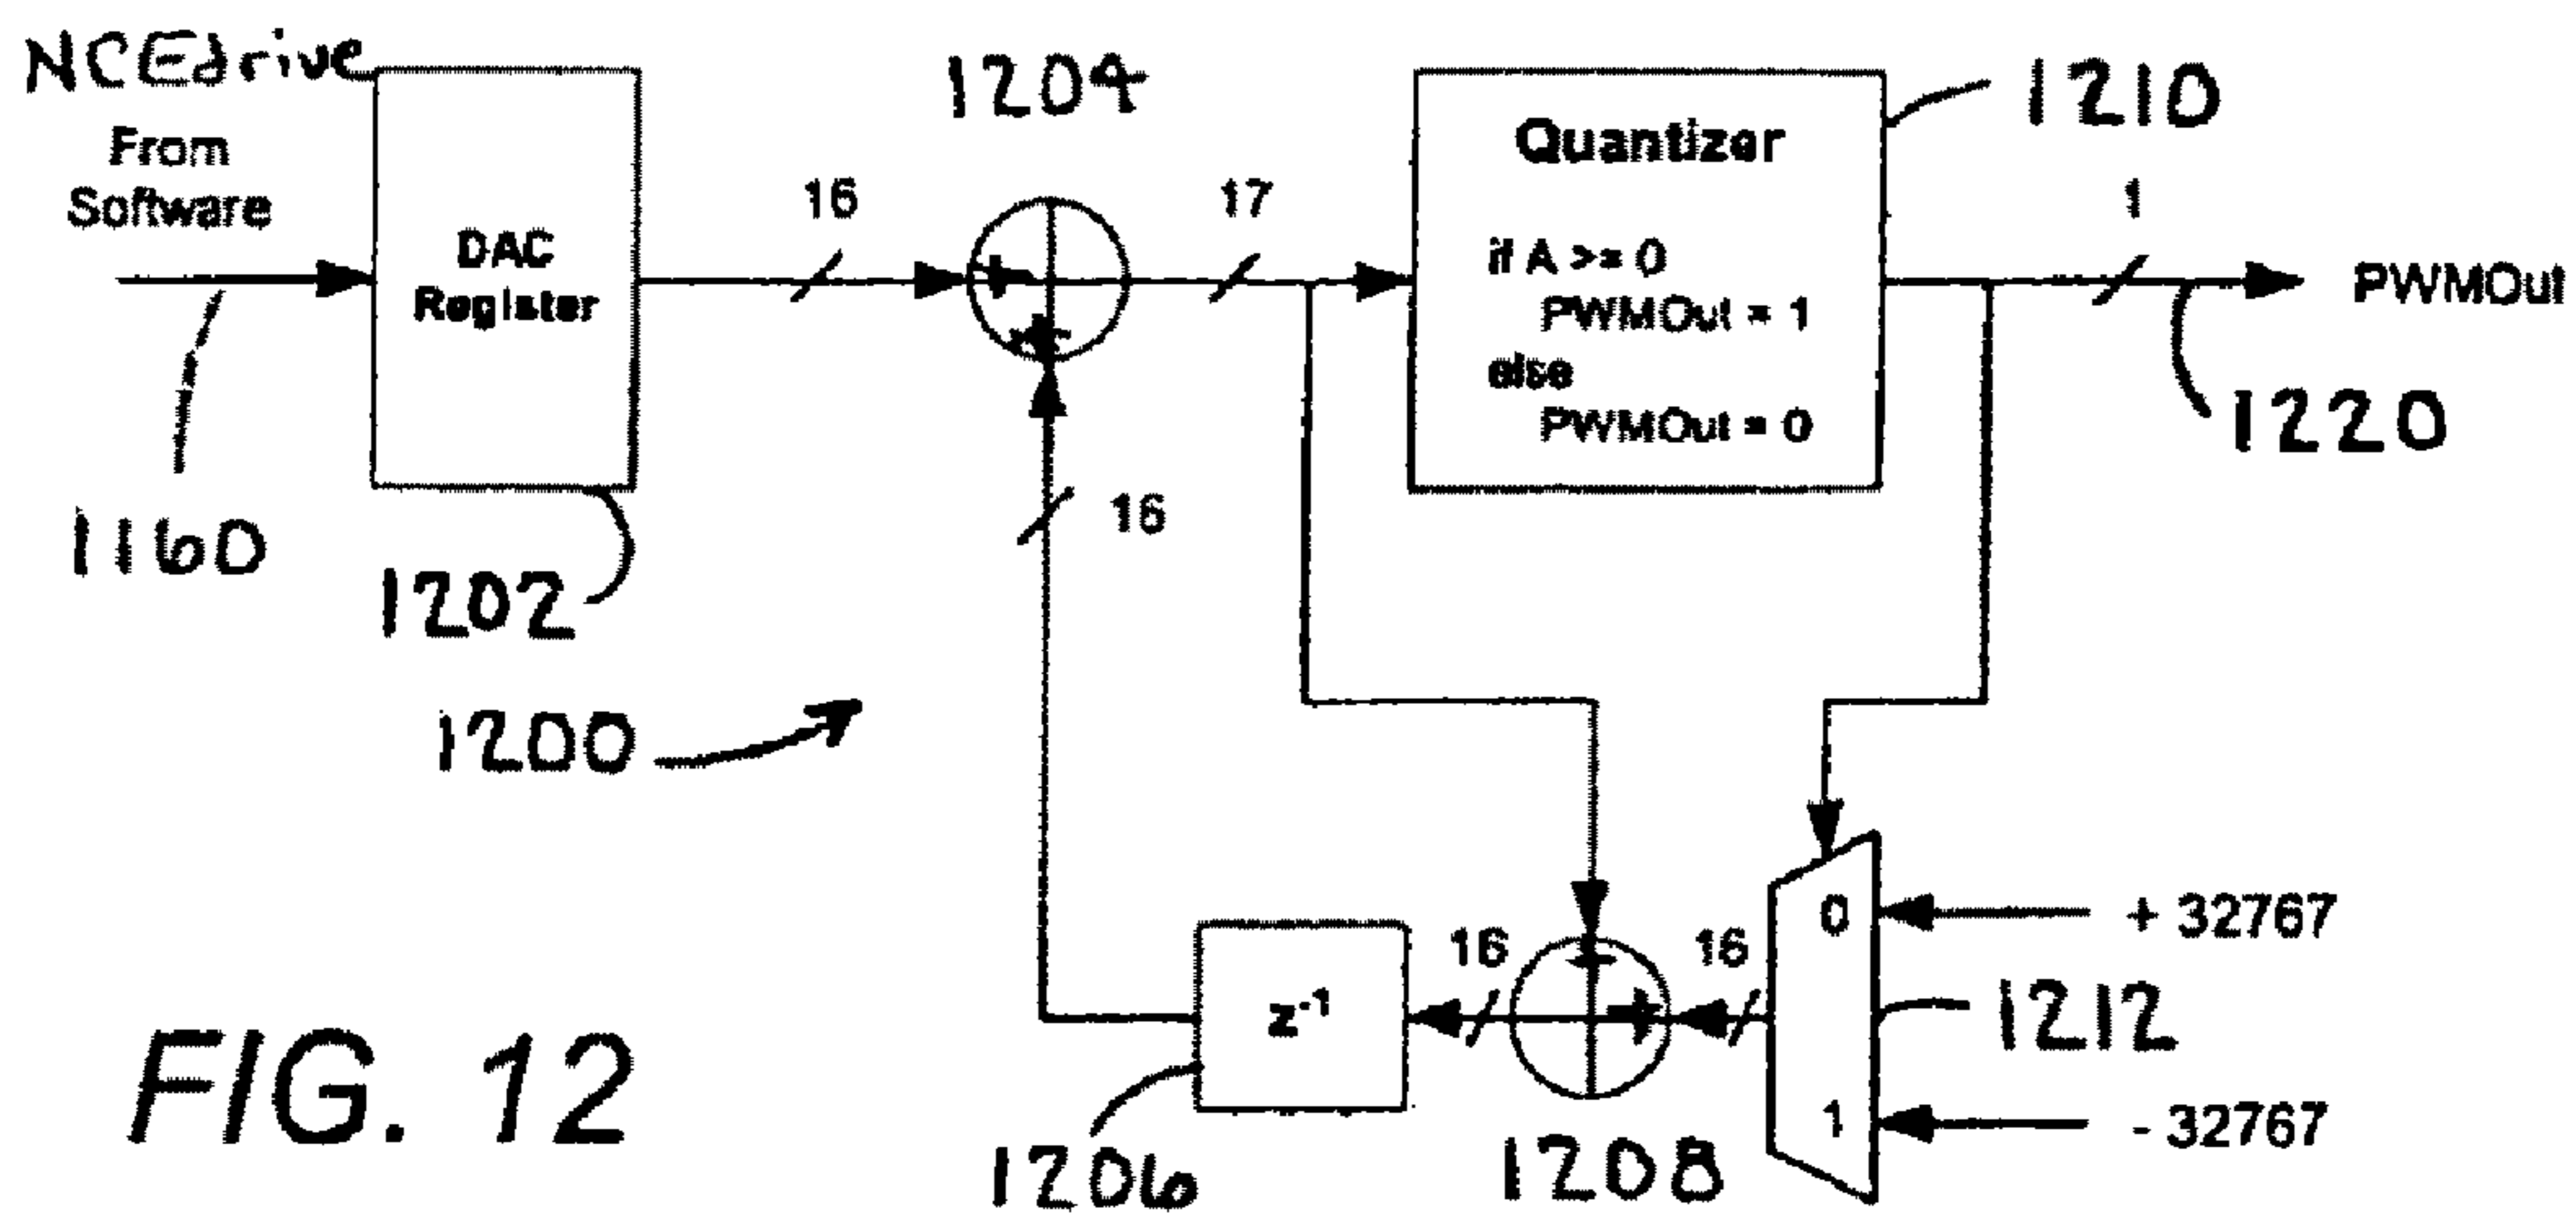 NCEdrive
From
Software
1160
DAC
Register
1202
16
1204
+
+
17
16
Quantizer
if A >= 0
PWMOut = 1
else
PWMOut = 0
1210
1
PWMOut
1220
1200
z-1
1206
16
+
+
1208
16
0
1
+ 32767
1212
- 32767
FIG. 12